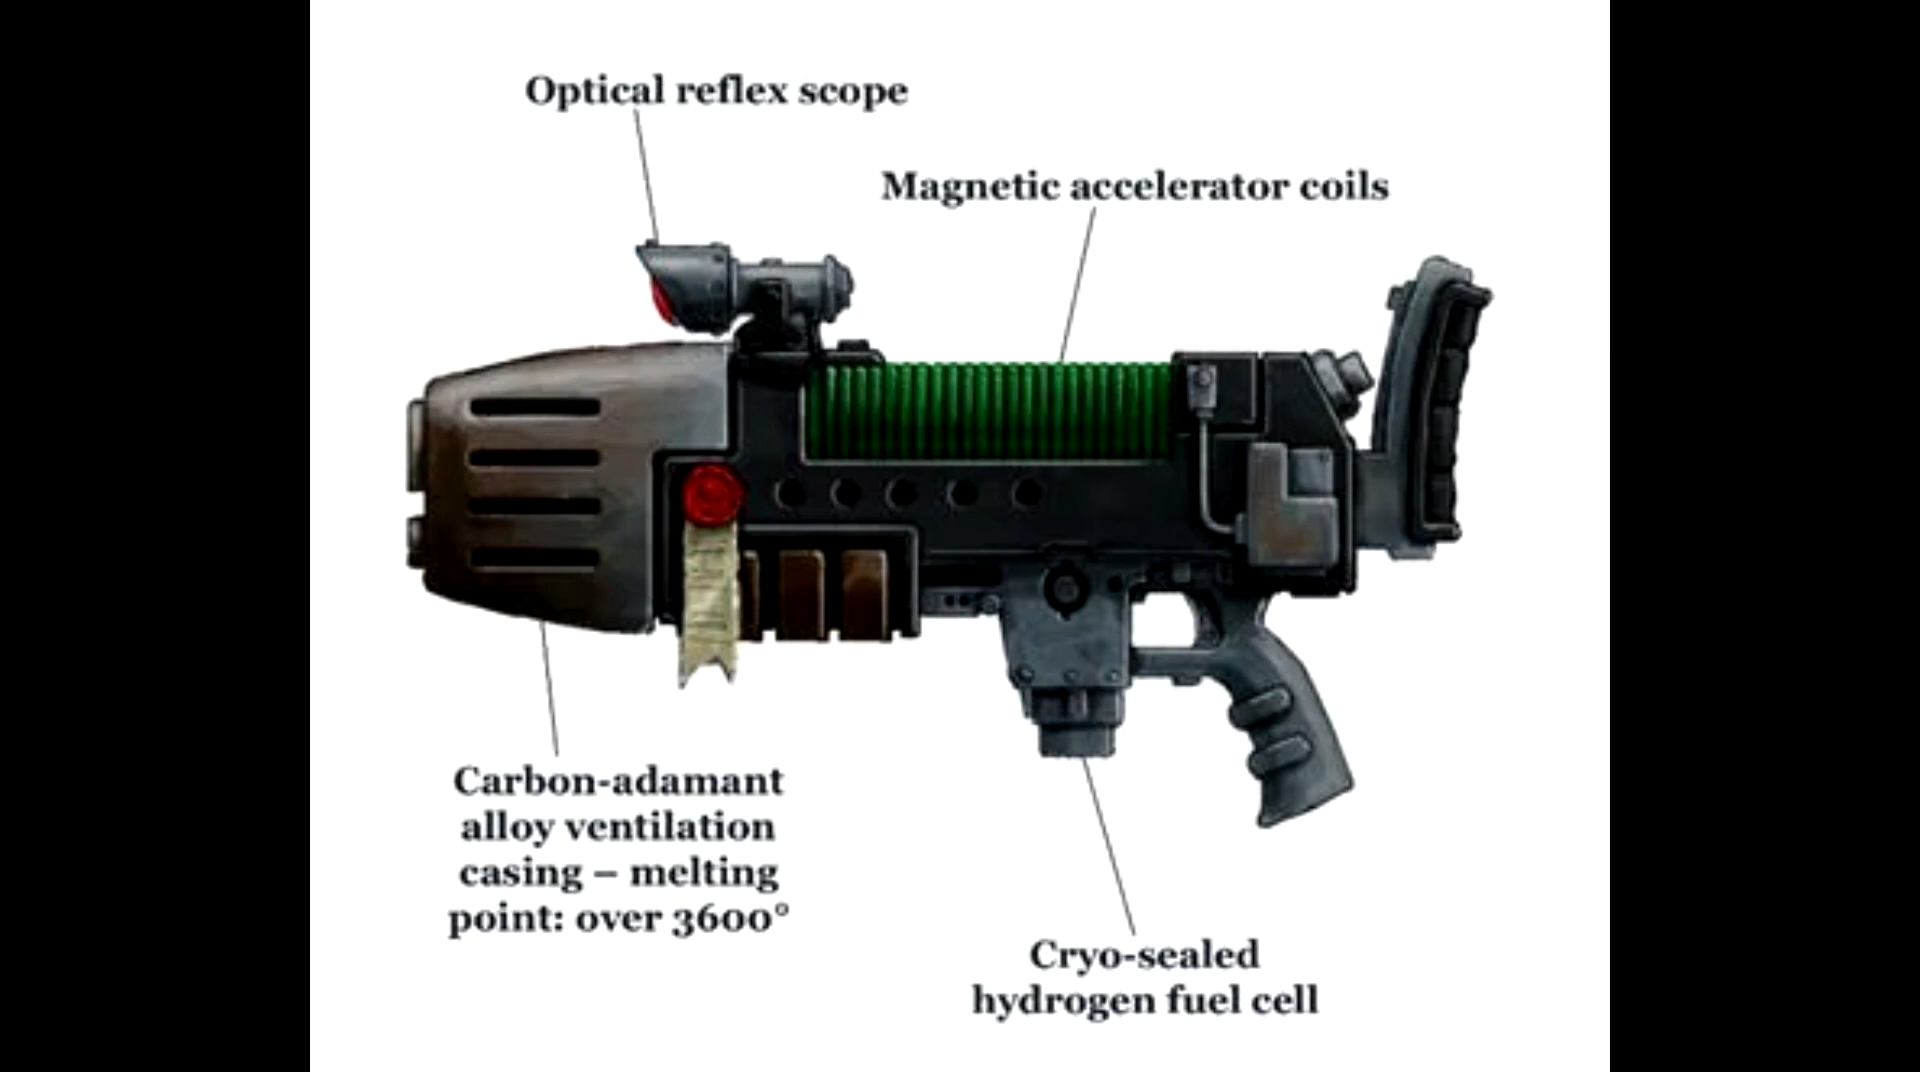 Optical reflex scope
Magnetic accelerator coils
Carbon-adamant
alloy ventilation
casing – melting
point: over 3600°
Cryo-sealed
hydrogen fuel cell